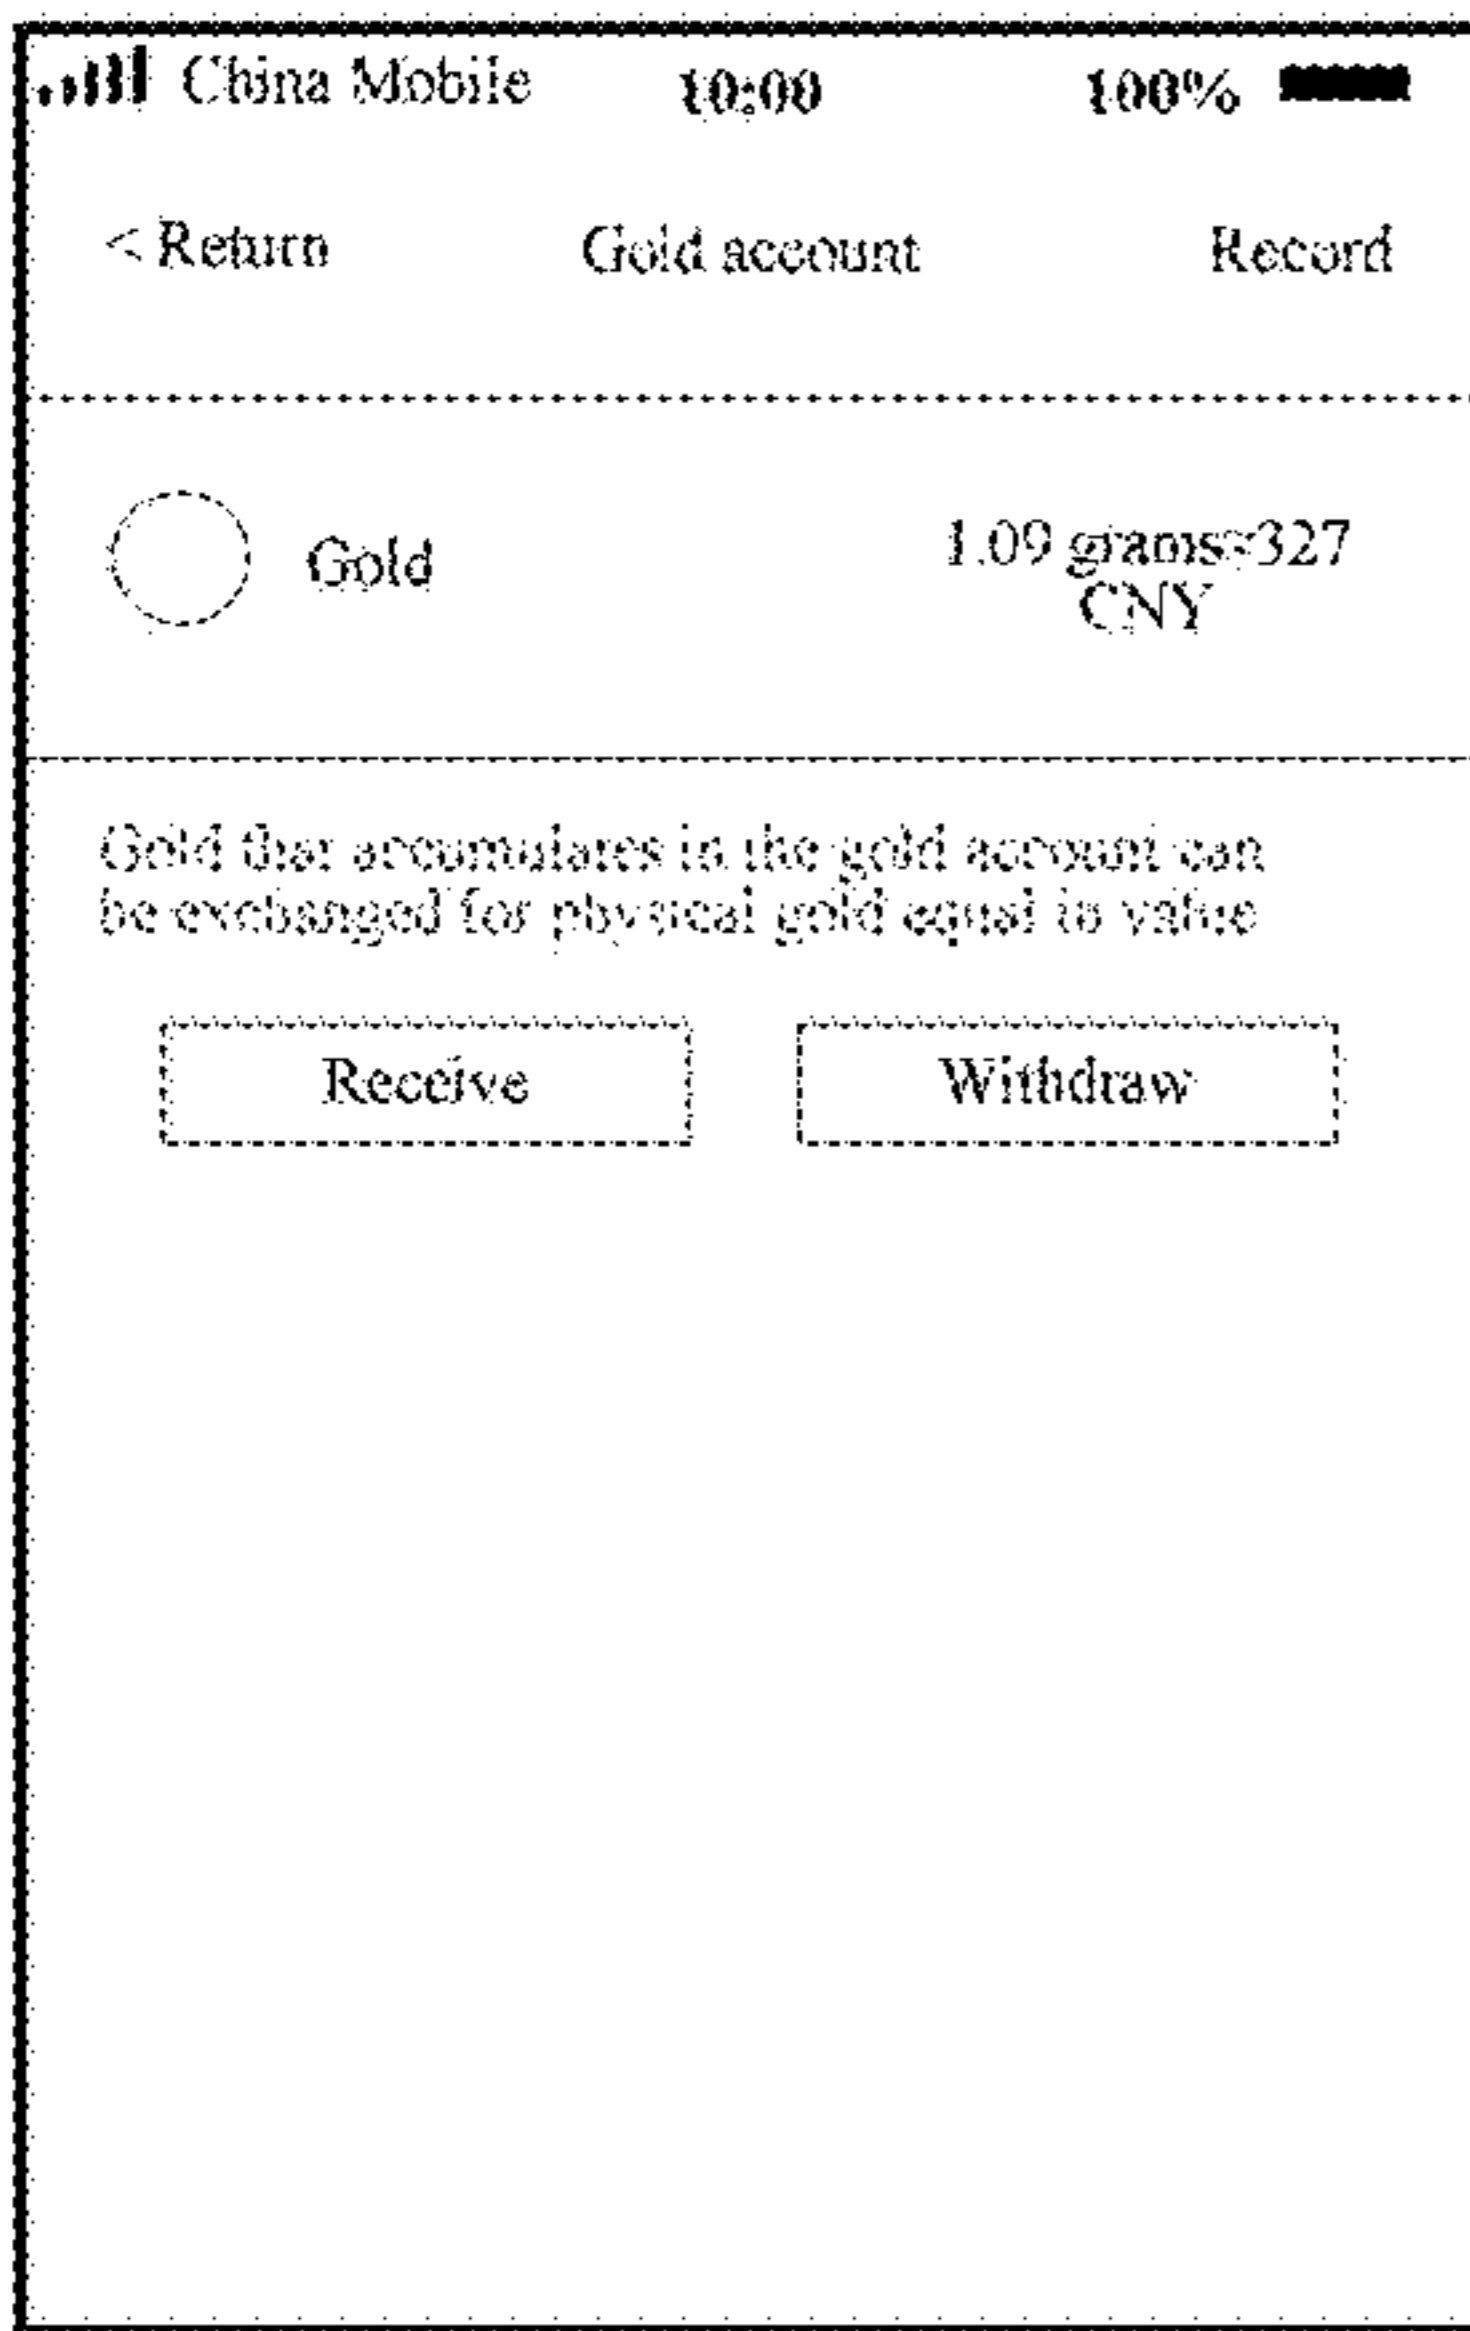 China Mobile 10:00 100%
< Return Gold account Record
Gold
1.09 grams≈327
CNY
Gold that accumulates in the gold account can
be exchanged for physical gold equal in value
Receive Withdraw